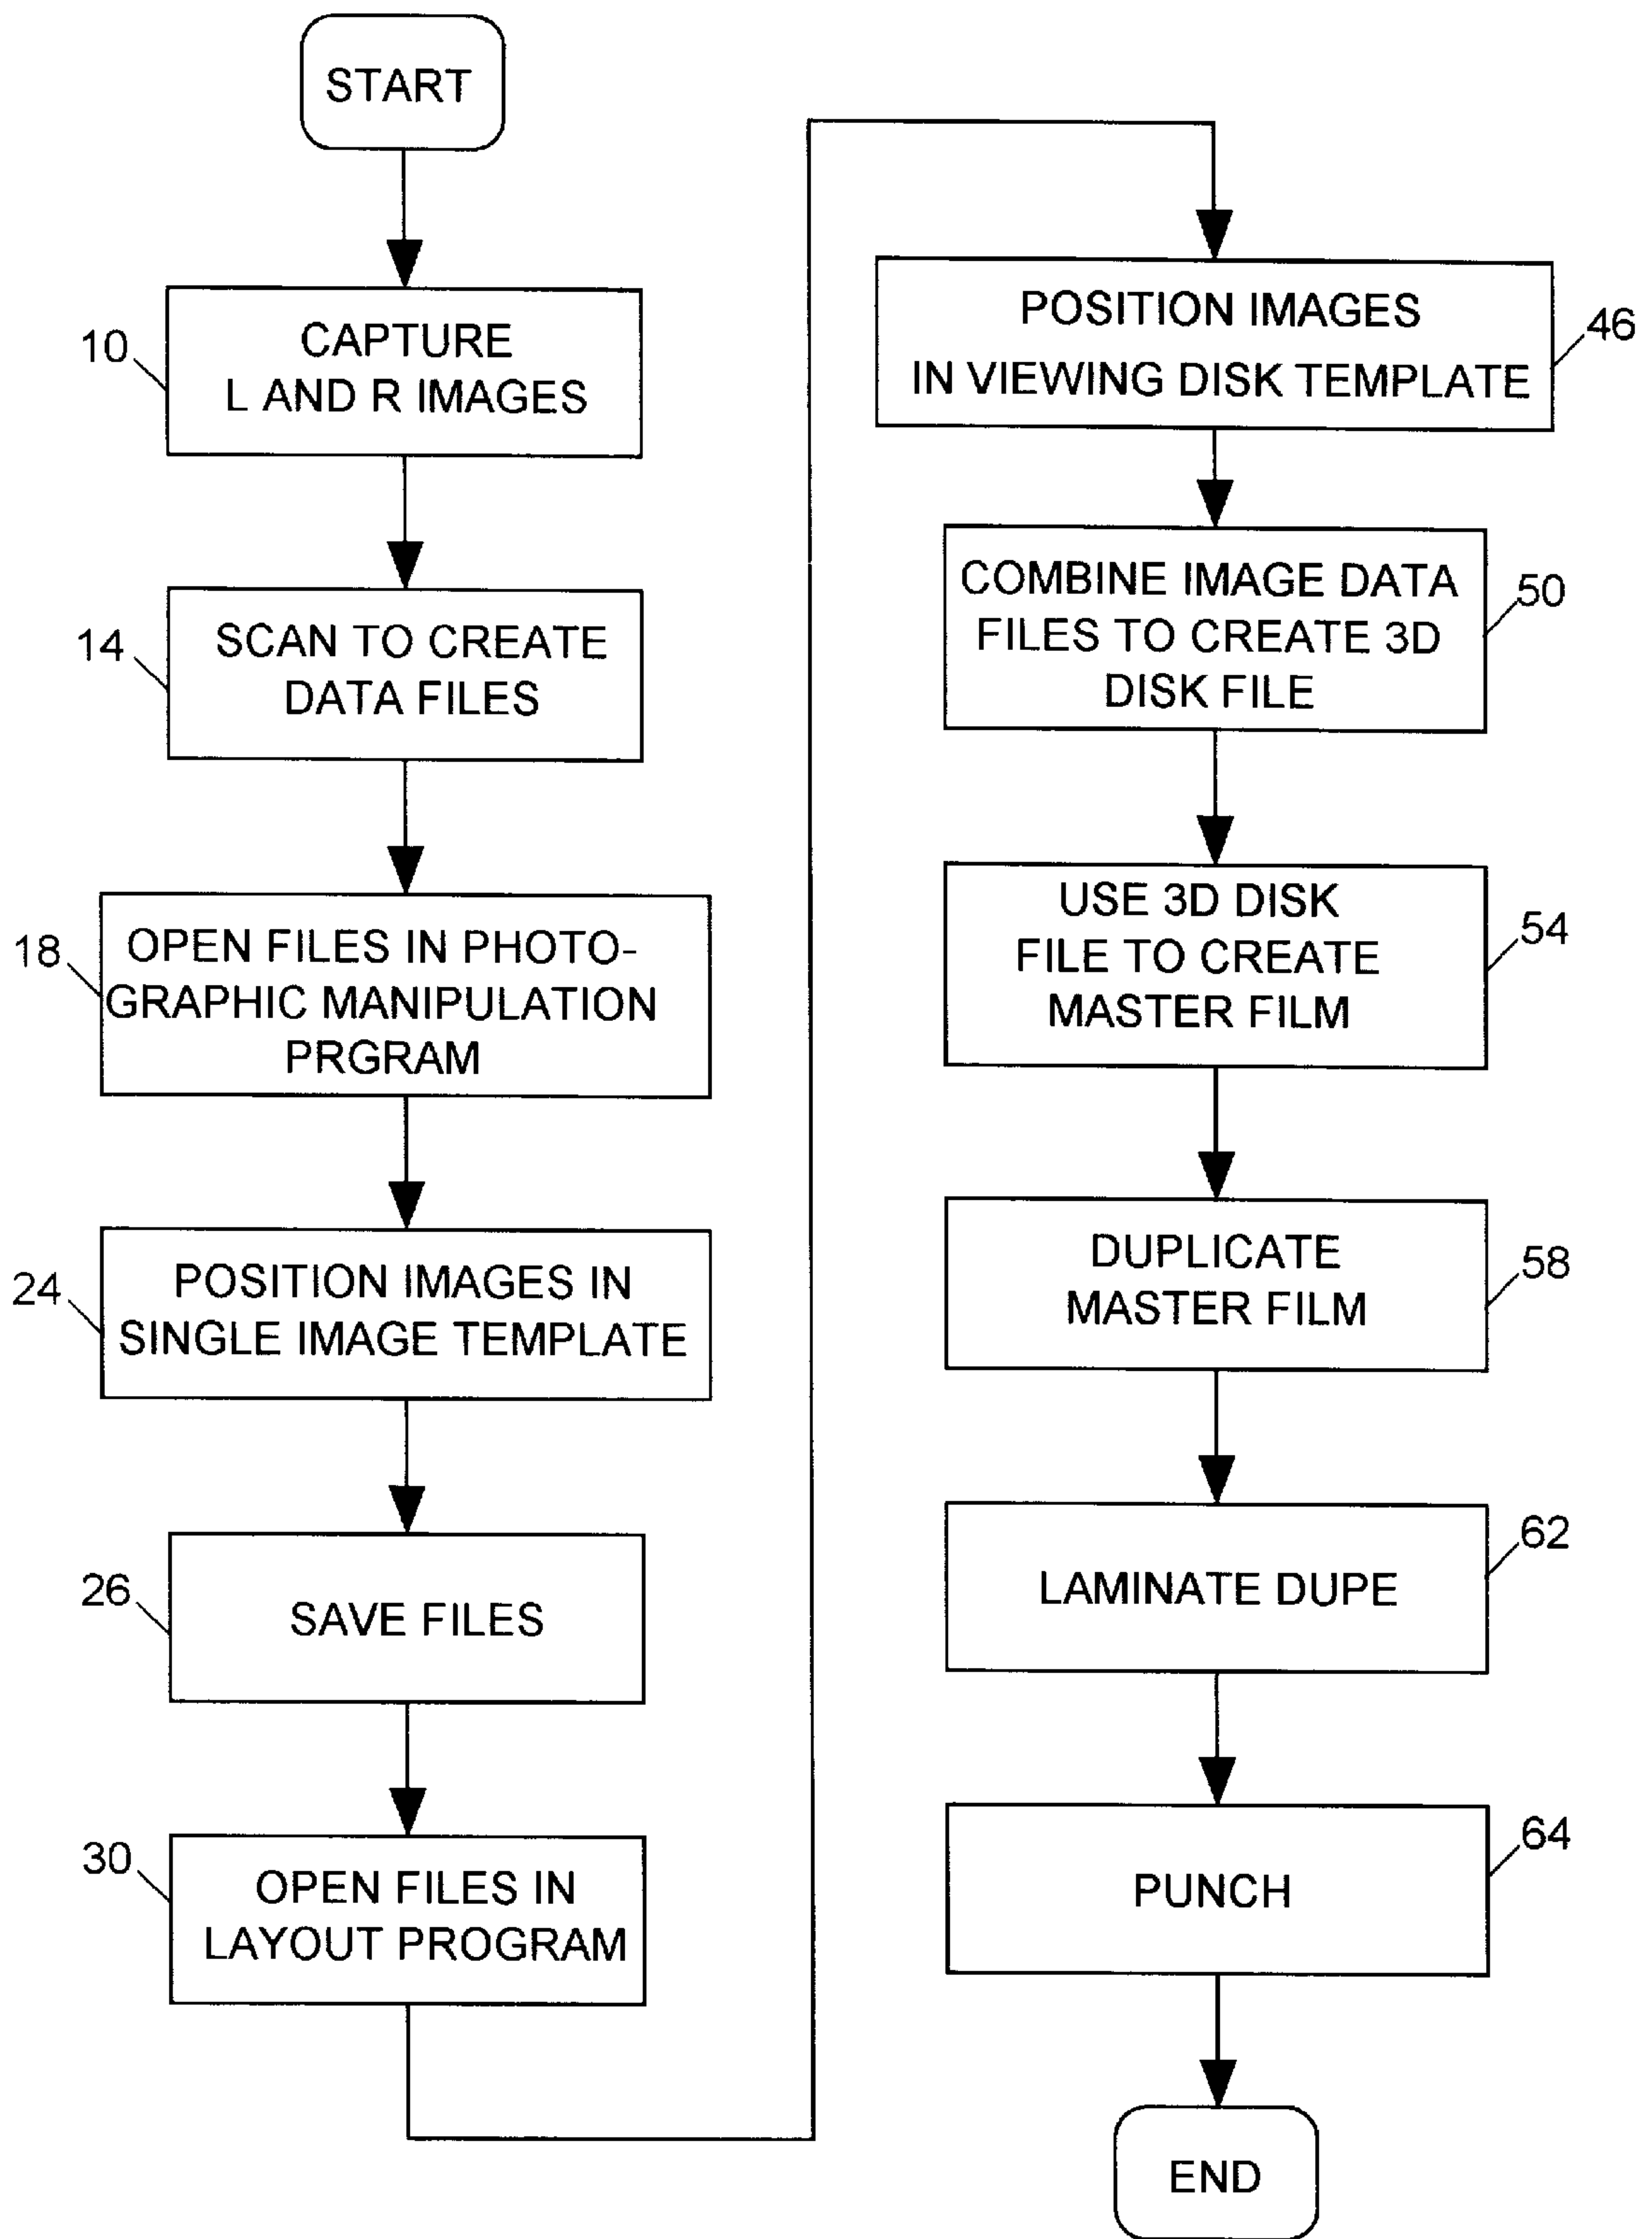 START
10
CAPTURE
L AND R IMAGES
14
SCAN TO CREATE
DATA FILES
18
OPEN FILES IN PHOTO-
GRAPHIC MANIPULATION
PRGRAM
24
POSITION IMAGES IN
SINGLE IMAGE TEMPLATE
26
SAVE FILES
30
OPEN FILES IN
LAYOUT PROGRAM
POSITION IMAGES
IN VIEWING DISK TEMPLATE
46
COMBINE IMAGE DATA
FILES TO CREATE 3D
DISK FILE
50
USE 3D DISK
FILE TO CREATE
MASTER FILM
54
DUPLICATE
MASTER FILM
58
LAMINATE DUPE
62
PUNCH
64
END